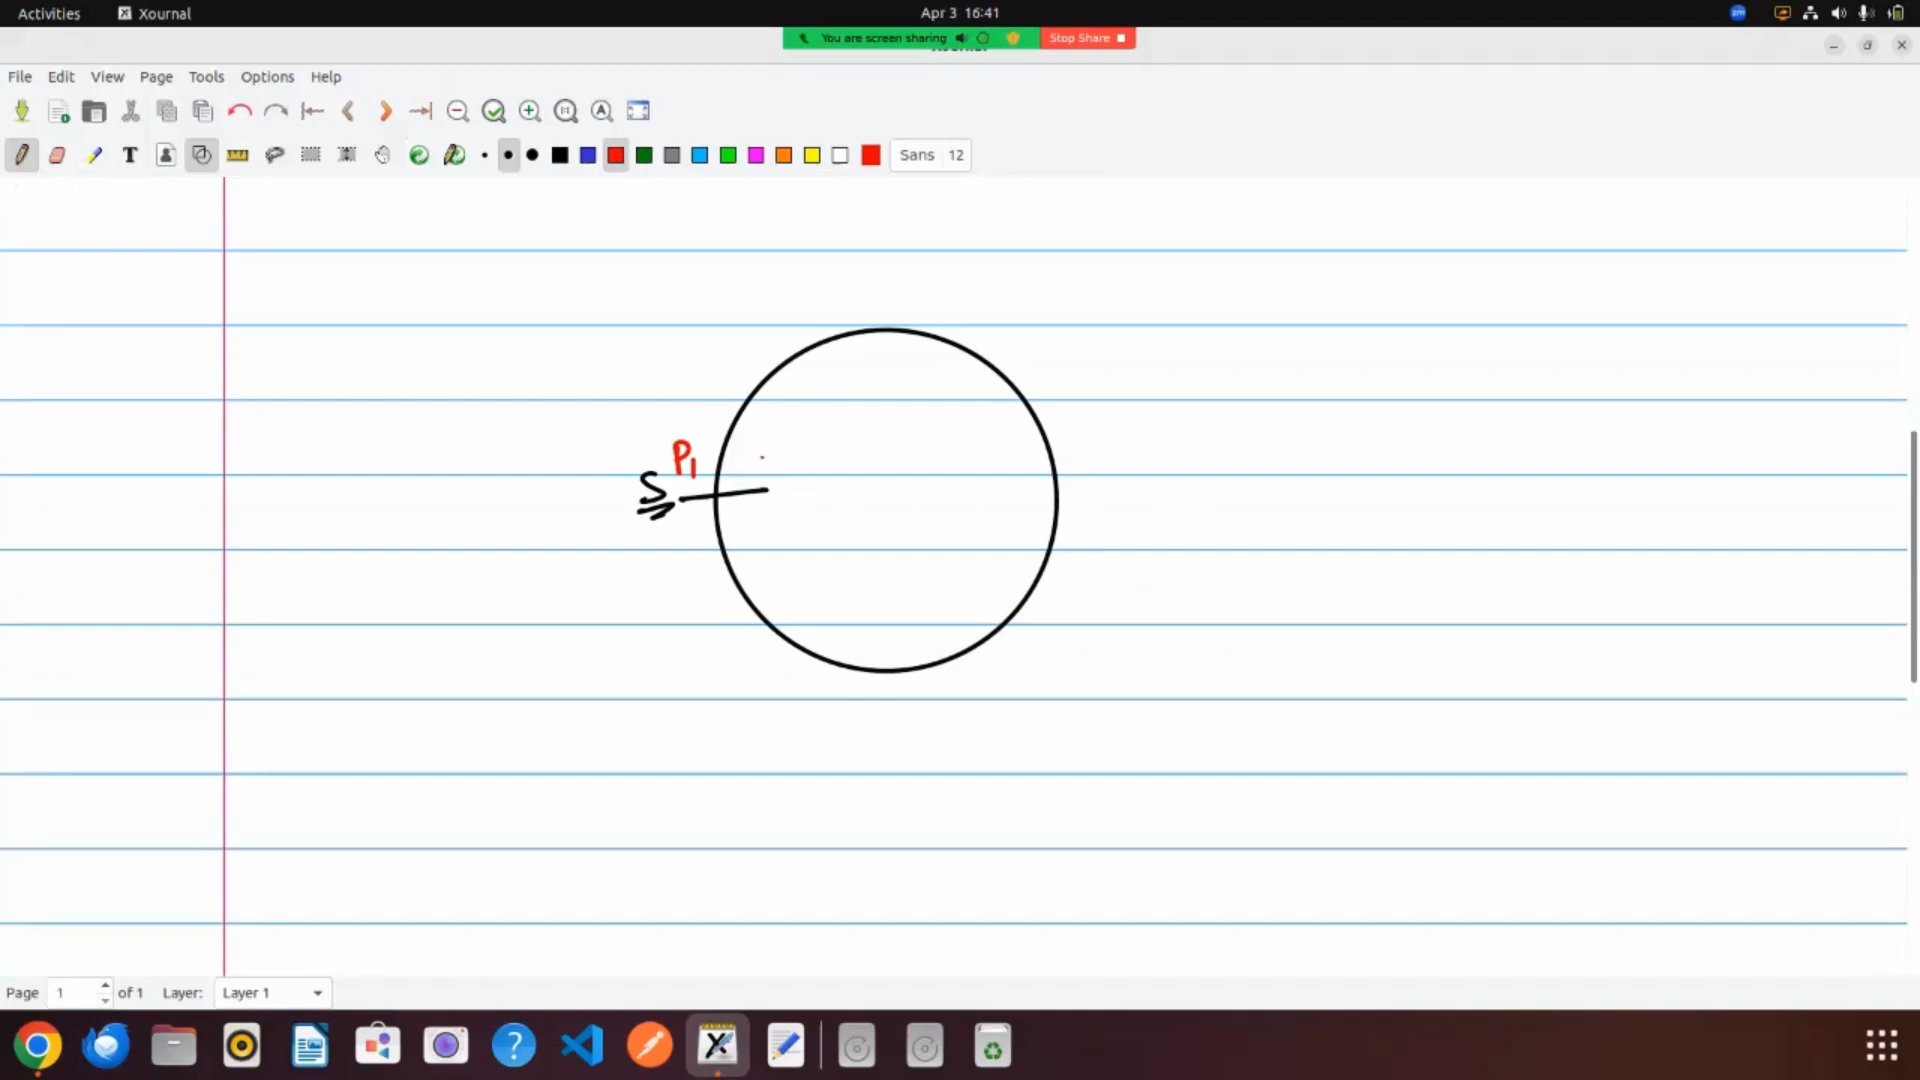 Activities Xournal Apr 3 16:41 zm
You are screen sharing Stop Share
File Edit View Page Tools Options Help
Sans 12
P1
S
Page 1 of 1 Layer: Layer 1